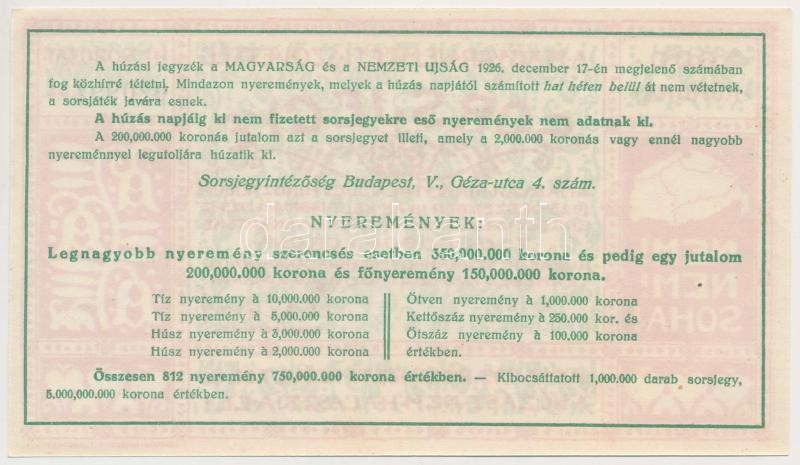 A húzási jegyzék a MAGYARSÁG és a NEMZETI UJSÁG 1926. december 17-én megjelenő számában
fog közhírré tétetni. Mindazon nyeremények, melyek a húzás napjától számított hat héten belül át nem vétetnek,
a sorsjáték javára esnek.
A húzás napjáig ki nem fizetett sorsjegyekre eső nyeremények nem adatnak ki.
A 200,000.000 koronás jutalom azt a sorsjegyet illeti, amely a 2,000.000 koronás vagy ennél nagyobb
nyereménnyel legutoljára húzatik ki.
Sorsjegyintézőség Budapest, V., Géza-utca 4. szám.
NYEREMÉNYEK:
darabanth
Legnagyobb nyeremény szerencsés esetben 350,000.000 korona és pedig egy jutalom
200,000.000 korona és főnyeremény 150,000.000 korona.
Tíz nyeremény à 10,000.000 korona
Tíz nyeremény à 5,000.000 korona
Húsz nyeremény à 3,000.000 korona
Húsz nyeremény à 2,000.000 korona
Ötven nyeremény à 1,000.000 korona
Kettőszáz nyeremény à 250.000 kor. és
Ötszáz nyeremény à 100.000 korona
értékben.
Összesen 812 nyeremény 750,000.000 korona értékben. — Kibocsáttatott 1,000.000 darab sorsjegy,
5.000,000.000 korona értékben.
NEM!
NEM!
SOHA!